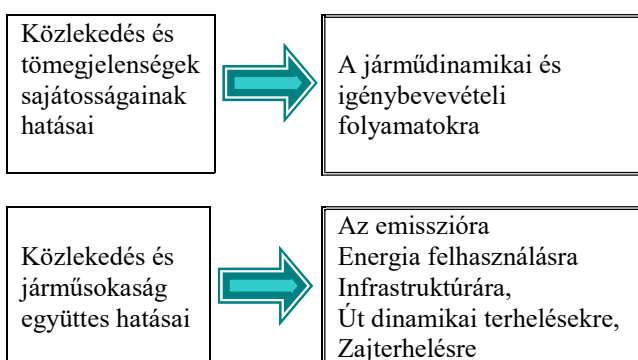 Közlekedés és
tömegjelenségek
sajátosságainak
hatásai
A járműdinamikai és
igénybevevételi
folyamatokra
Közlekedés és
járműsokaság
együttes hatásai
Az emisszióra
Energia felhasználásra
Infrastruktúrára,
Út dinamikai terhelésekre,
Zajterhelésre